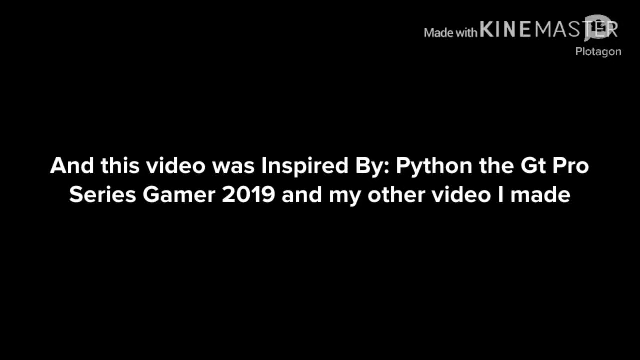 Made with KINEMASTER
Plotagon
And this video was Inspired By: Python the Gt Pro
Series Gamer 2019 and my other video I made